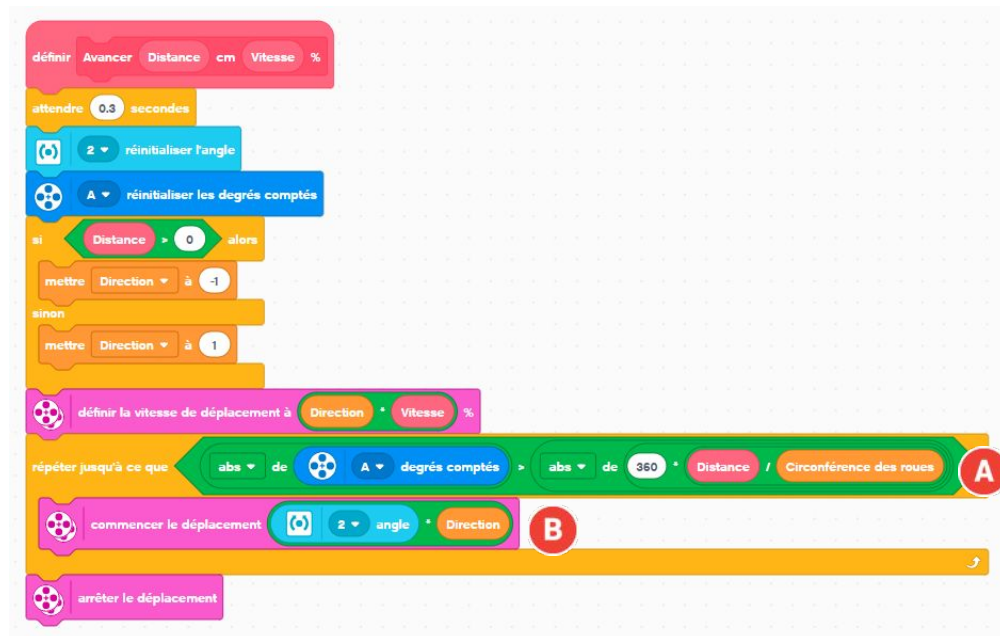 définir Avancer Distance cm Vitesse %
attendre 0.3 secondes
2 réinitialiser l'angle
A réinitialiser les degrés comptés
si Distance > 0 alors
mettre Direction à -1
sinon
mettre Direction à 1
définir la vitesse de déplacement à Direction * Vitesse %
répéter jusqu'à ce que abs de A degrés comptés > abs de 360 * Distance / Circonférence des roues A
commencer le déplacement 2 angle * Direction B
arrêter le déplacement